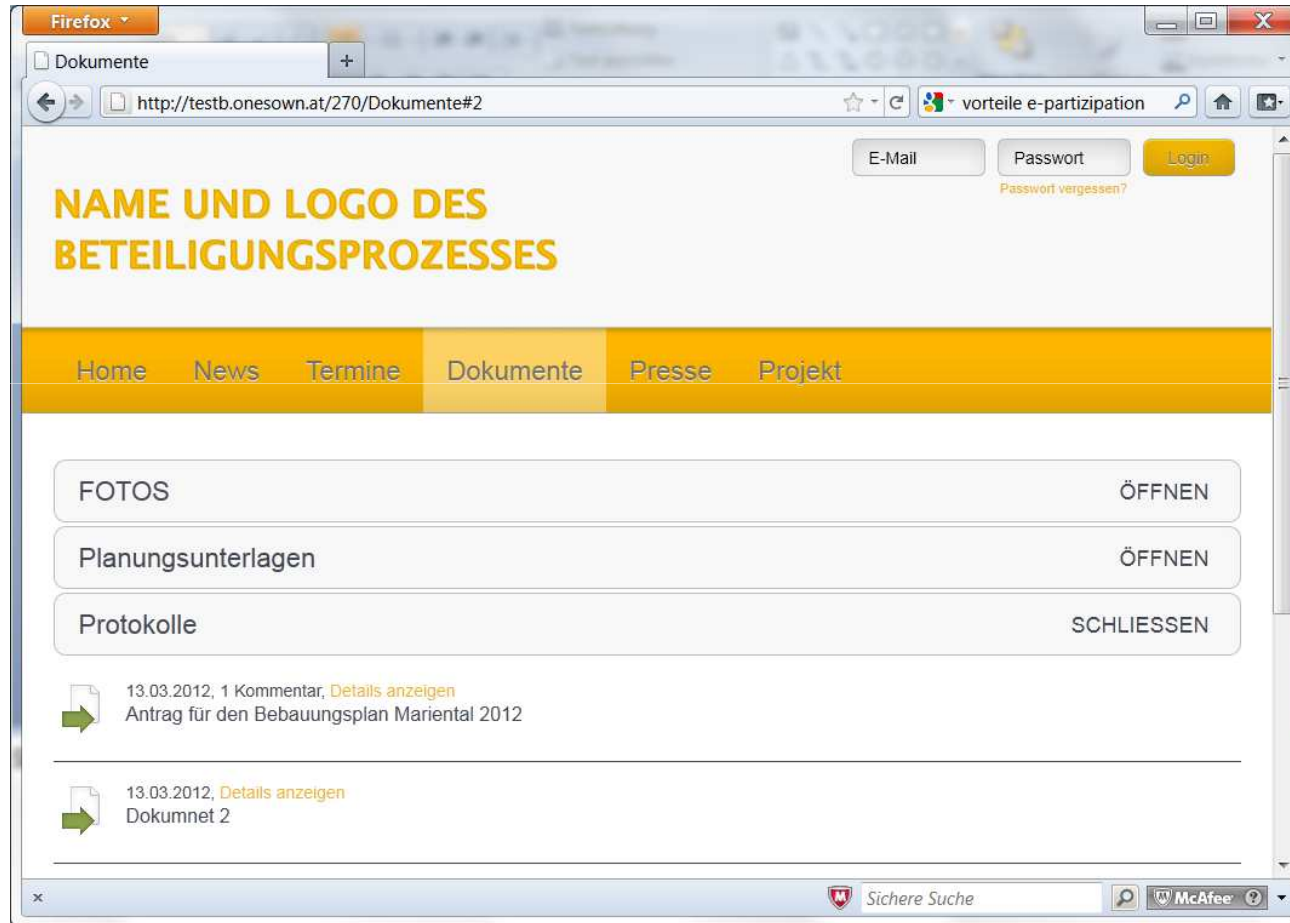 Firefox
Dokumente
http://testb.onesown.at/270/Dokumente#2
vorteile e-partizipation
E-Mail
Passwort
Login
Passwort vergessen?
NAME UND LOGO DES
BETEILIGUNGSPROZESSES
Home News Termine Dokumente Presse Projekt
FOTOS ÖFFNEN
Planungsunterlagen ÖFFNEN
Protokolle SCHLIESSEN
13.03.2012, 1 Kommentar, Details anzeigen
Antrag für den Bebauungsplan Mariental 2012
13.03.2012, Details anzeigen
Dokumnet 2
Sichere Suche
McAfee